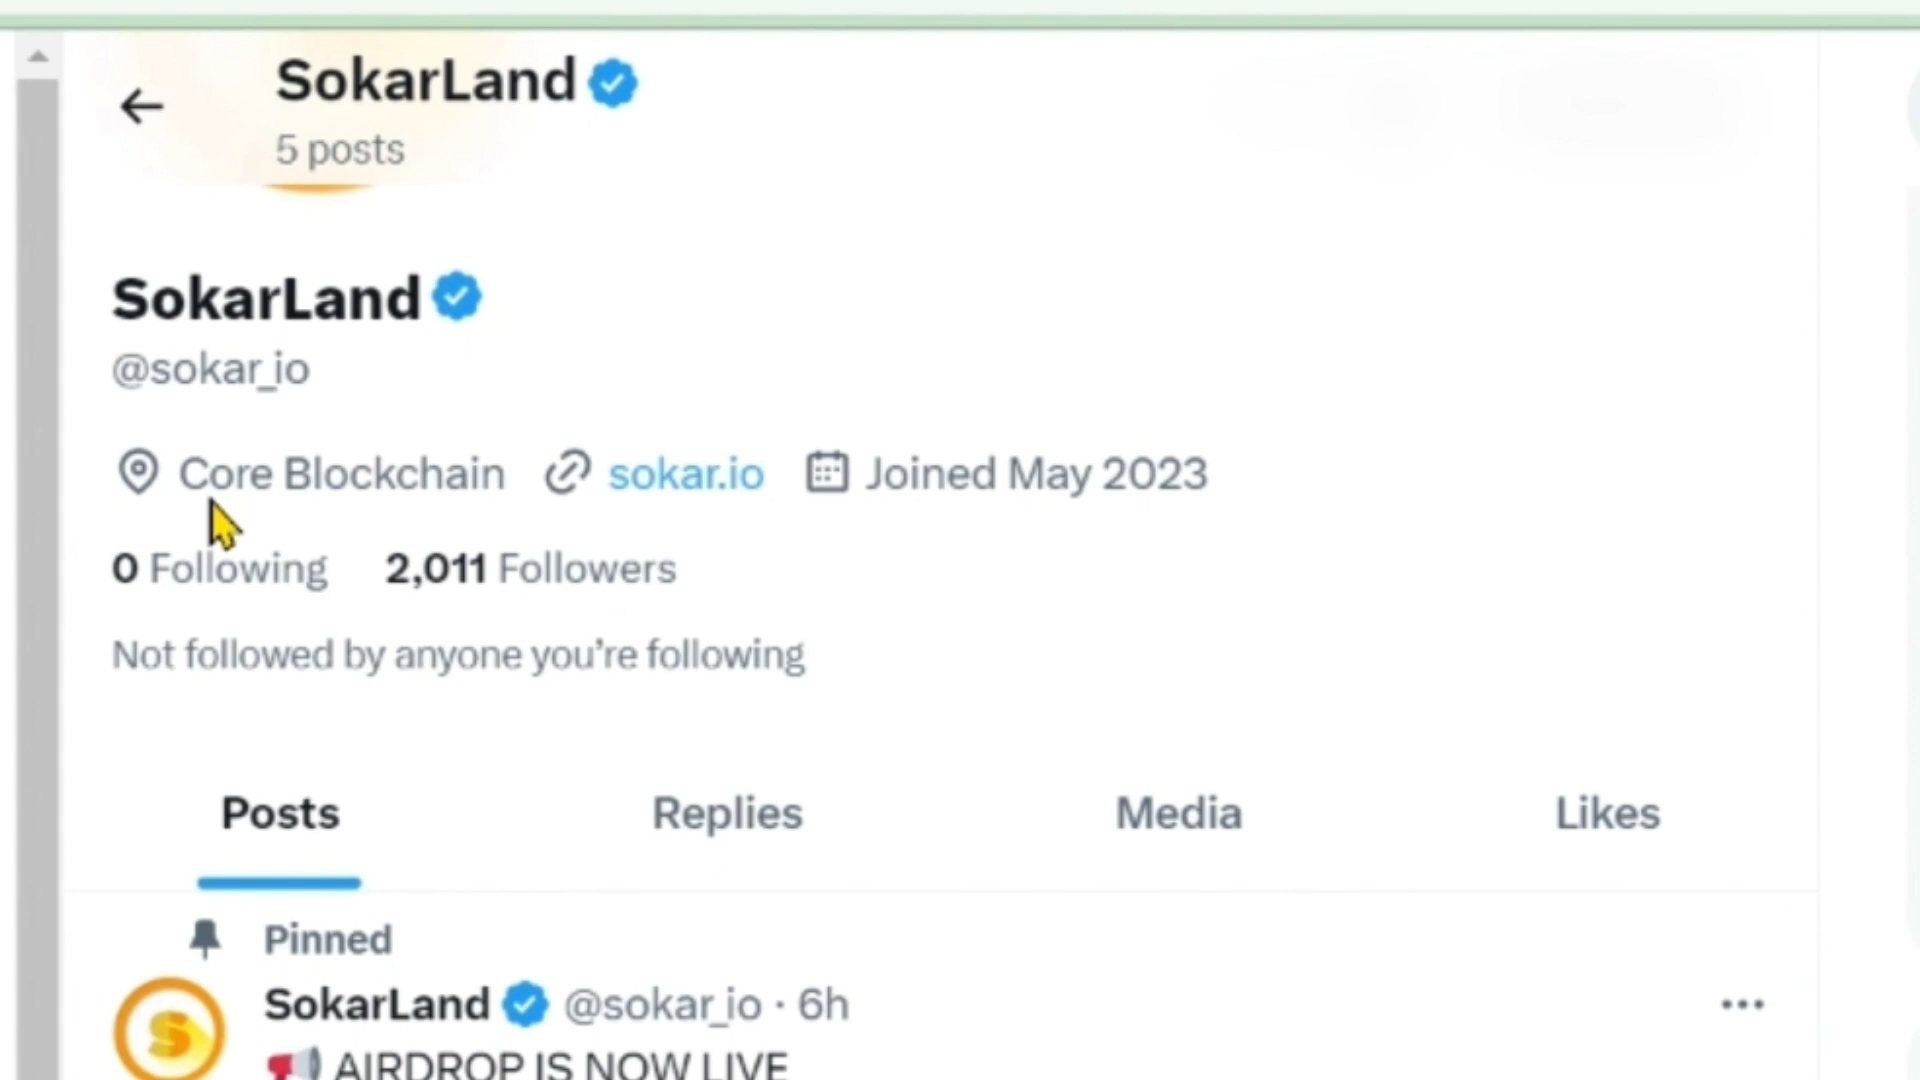 SokarLand
5 posts
SokarLand
@sokar_io
Core Blockchain sokar.io Joined May 2023
0 Following 2,011 Followers
Not followed by anyone you're following
Posts Replies Media Likes
Pinned
SokarLand @sokar_io · 6h
AIRDROP IS NOW LIVE